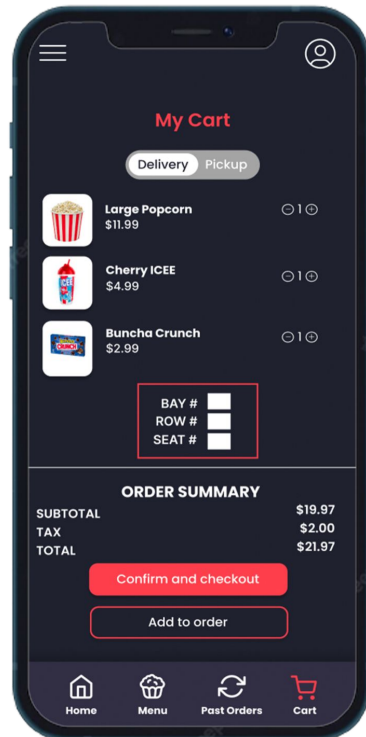 My Cart
Delivery Pickup
Large Popcorn
$11.99
1
ICEE
Cherry ICEE
$4.99
1
CRUNCH
Buncha Crunch
$2.99
1
BAY #
ROW #
SEAT #
ORDER SUMMARY
SUBTOTAL $19.97
TAX $2.00
TOTAL $21.97
Confirm and checkout
Add to order
Home Menu Past Orders Cart